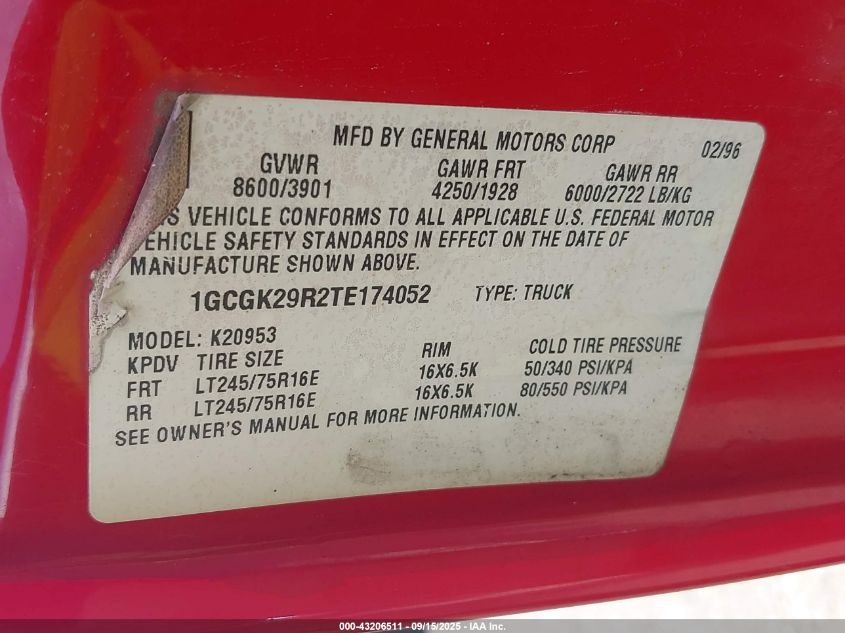 MFD BY GENERAL MOTORS CORP 02/96
GVWR GAWR FRT GAWR RR
8600/3901 4250/1928 6000/2722 LB/KG
S VEHICLE CONFORMS TO ALL APPLICABLE U.S. FEDERAL MOTOR
VEHICLE SAFETY STANDARDS IN EFFECT ON THE DATE OF
MANUFACTURE SHOWN ABOVE.
1GCGK29R2TE174052 TYPE: TRUCK
MODEL: K20953
KPDV TIRE SIZE RIM COLD TIRE PRESSURE
FRT LT245/75R16E 16X6.5K 50/340 PSI/KPA
RR LT245/75R16E 16X6.5K 80/550 PSI/KPA
SEE OWNER'S MANUAL FOR MORE INFORMATION.
000-43206511 - 09/15/2025 - IAA Inc.